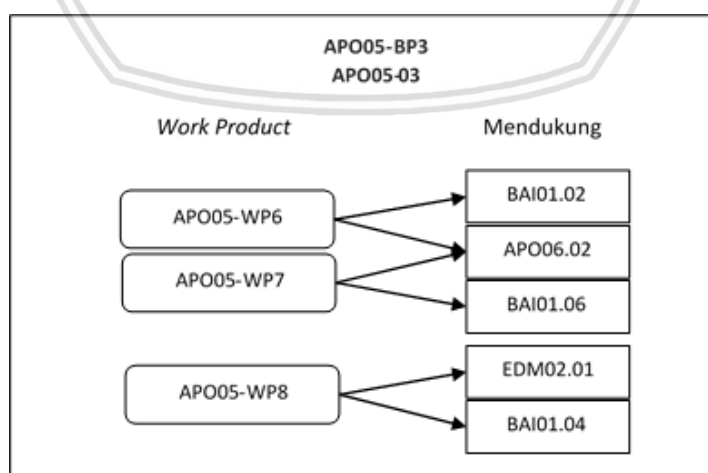 APO05-BP3
APO05-03
Work Product
Mendukung
APO05-WP6
APO05-WP7
APO05-WP8
BAI01.02
APO06.02
BAI01.06
EDM02.01
BAI01.04